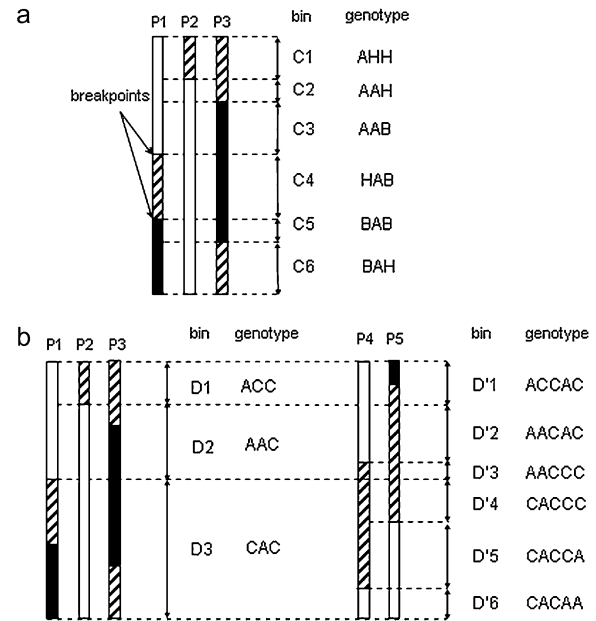 a
P1 P2 P3 bin genotype
C1 AHH
C2 AAH
breakpoints
C3 AAB
C4 HAB
C5 BAB
C6 BAH
b
P1 P2 P3 bin genotype P4 P5 bin genotype
D1 ACC D'1 ACCAC
D2 AAC D'2 AACAC
D'3 AACCC
D'4 CACCC
D3 CAC D'5 CACCA
D'6 CACAA